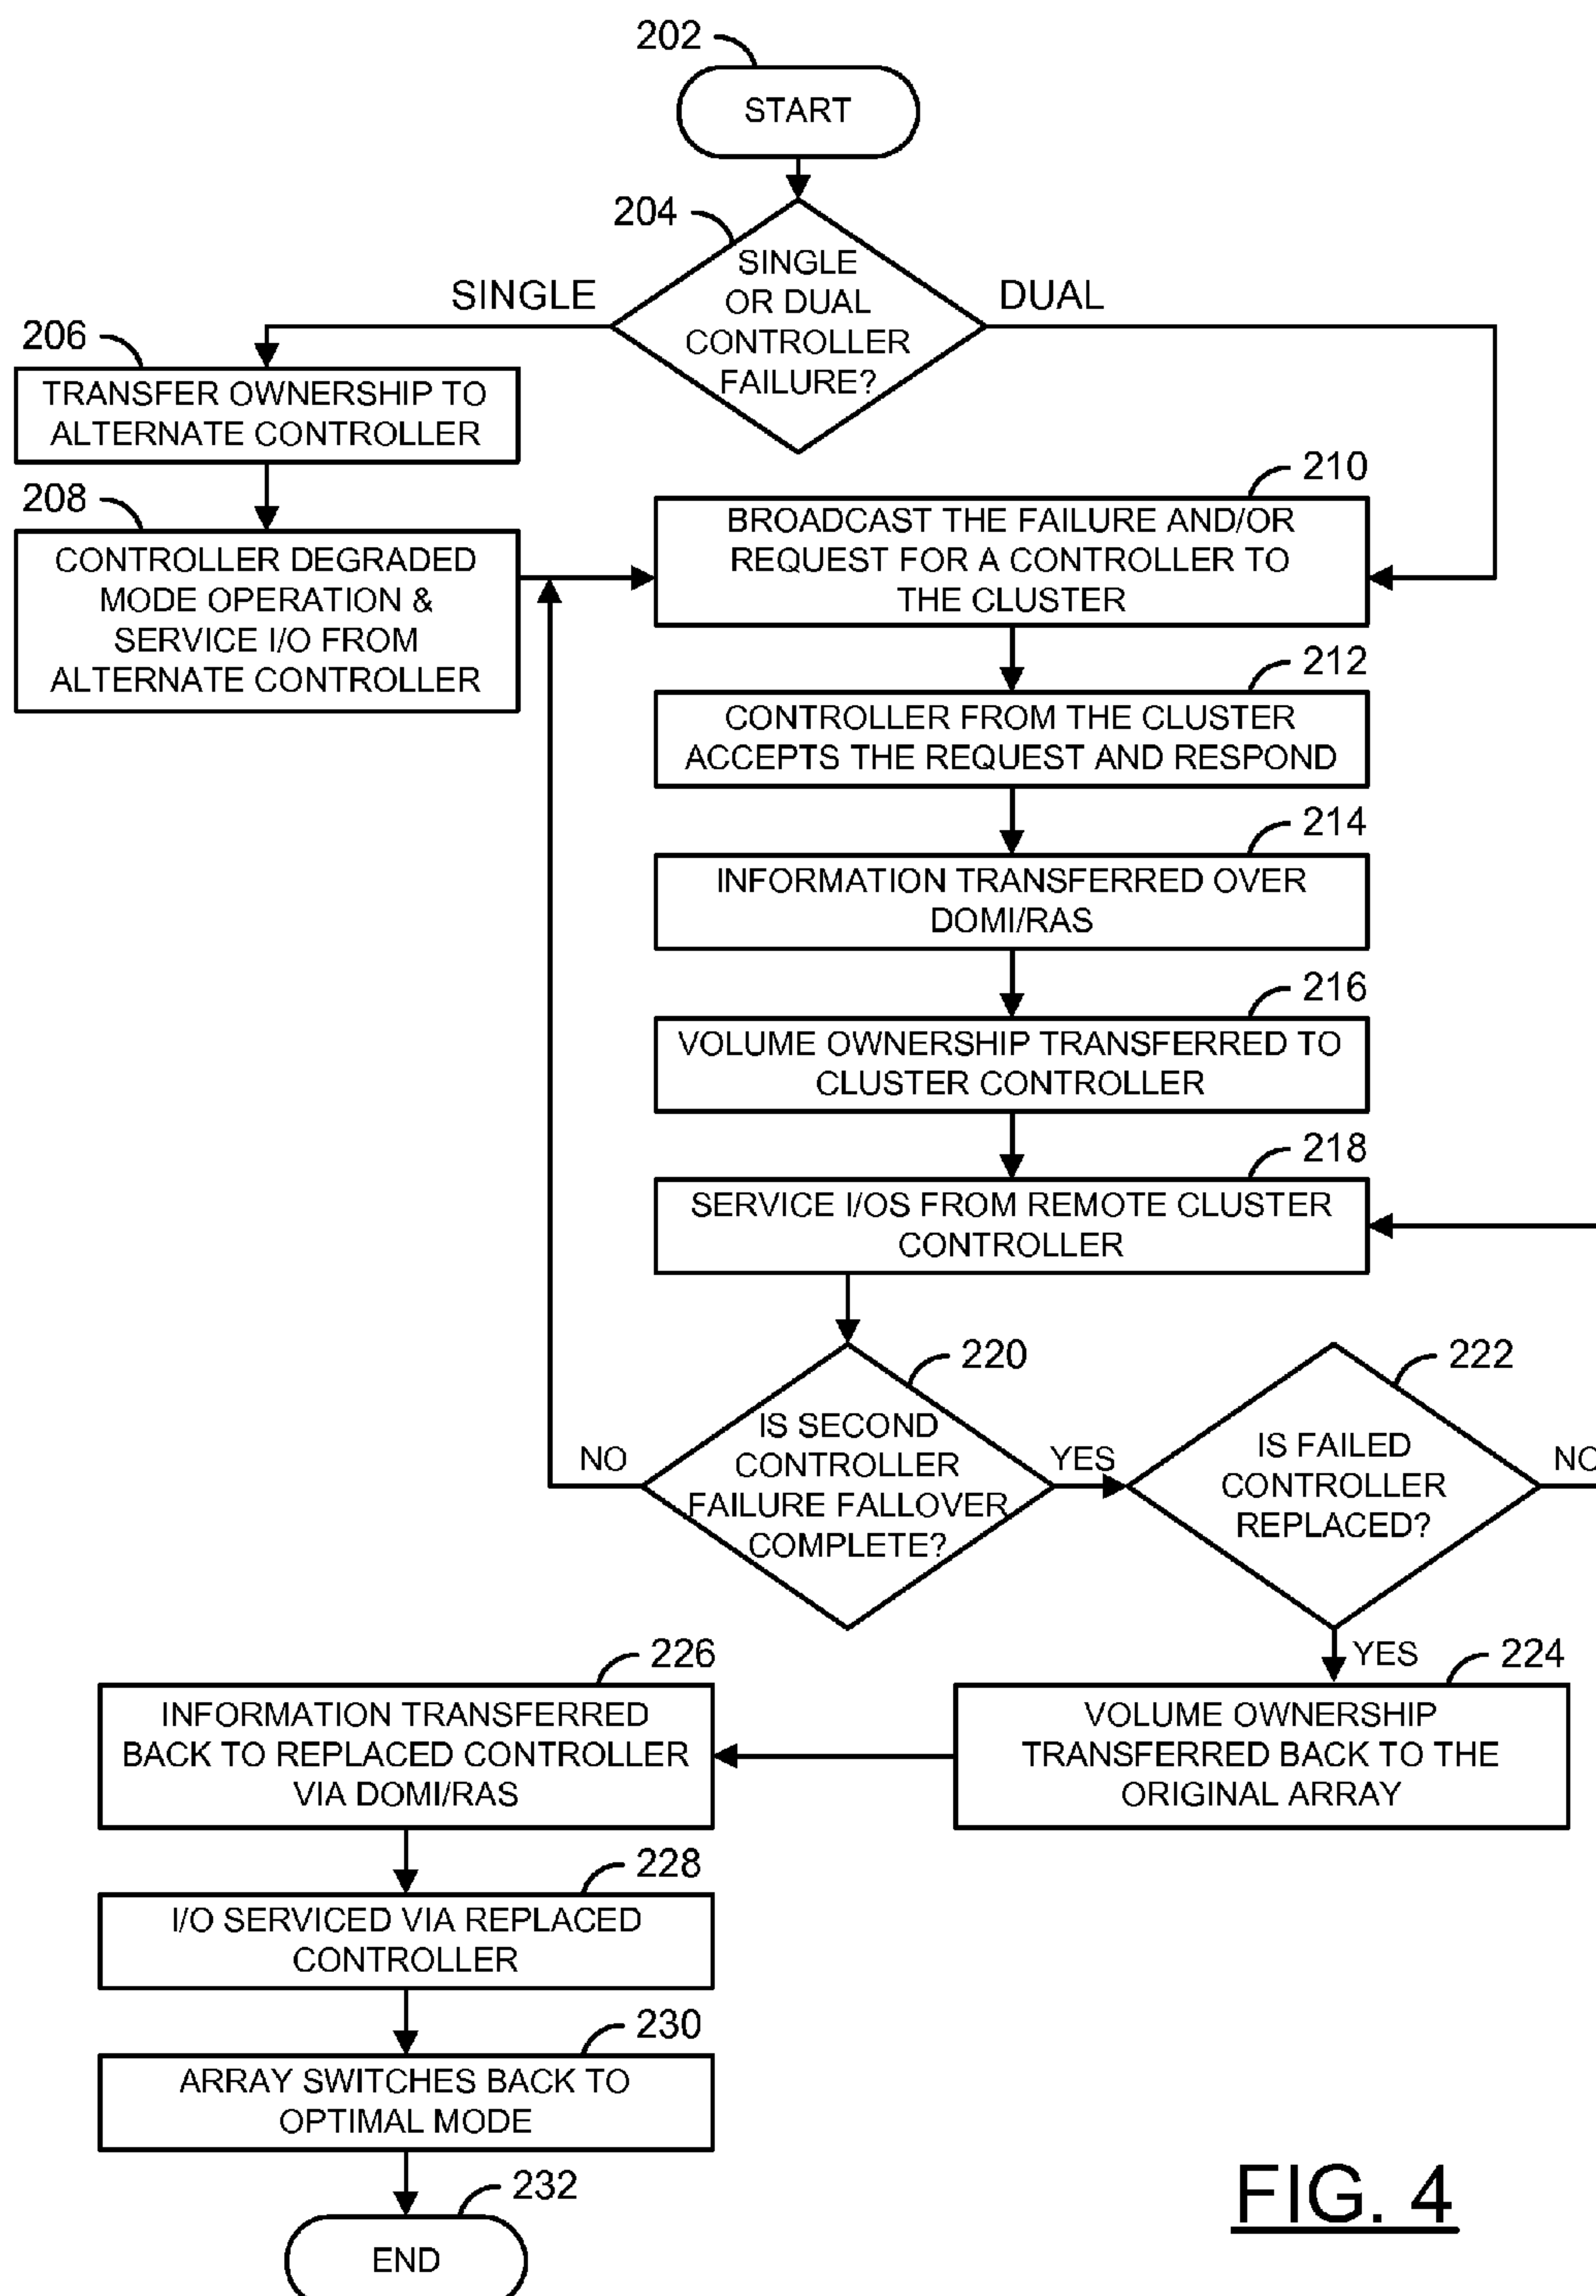 202
START
204
SINGLE
OR DUAL
CONTROLLER
FAILURE?
SINGLE
DUAL
206
TRANSFER OWNERSHIP TO
ALTERNATE CONTROLLER
208
CONTROLLER DEGRADED
MODE OPERATION &
SERVICE I/O FROM
ALTERNATE CONTROLLER
210
BROADCAST THE FAILURE AND/OR
REQUEST FOR A CONTROLLER TO
THE CLUSTER
212
CONTROLLER FROM THE CLUSTER
ACCEPTS THE REQUEST AND RESPOND
214
INFORMATION TRANSFERRED OVER
DOMI/RAS
216
VOLUME OWNERSHIP TRANSFERRED TO
CLUSTER CONTROLLER
218
SERVICE I/OS FROM REMOTE CLUSTER
CONTROLLER
220
IS SECOND
CONTROLLER
FAILURE FALLOVER
COMPLETE?
NO
YES
222
IS FAILED
CONTROLLER
REPLACED?
NO
YES
224
VOLUME OWNERSHIP
TRANSFERRED BACK TO THE
ORIGINAL ARRAY
226
INFORMATION TRANSFERRED
BACK TO REPLACED CONTROLLER
VIA DOMI/RAS
228
I/O SERVICED VIA REPLACED
CONTROLLER
230
ARRAY SWITCHES BACK TO
OPTIMAL MODE
232
END
FIG. 4